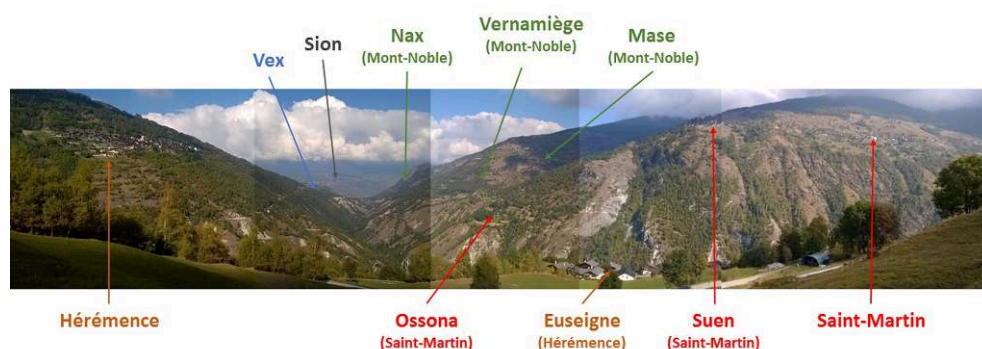 Vex
Sion
Nax
(Mont-Noble)
Vernamiège
(Mont-Noble)
Mase
(Mont-Noble)
Hérémence
Ossona
(Saint-Martin)
Euseigne
(Hérémence)
Suen
(Saint-Martin)
Saint-Martin